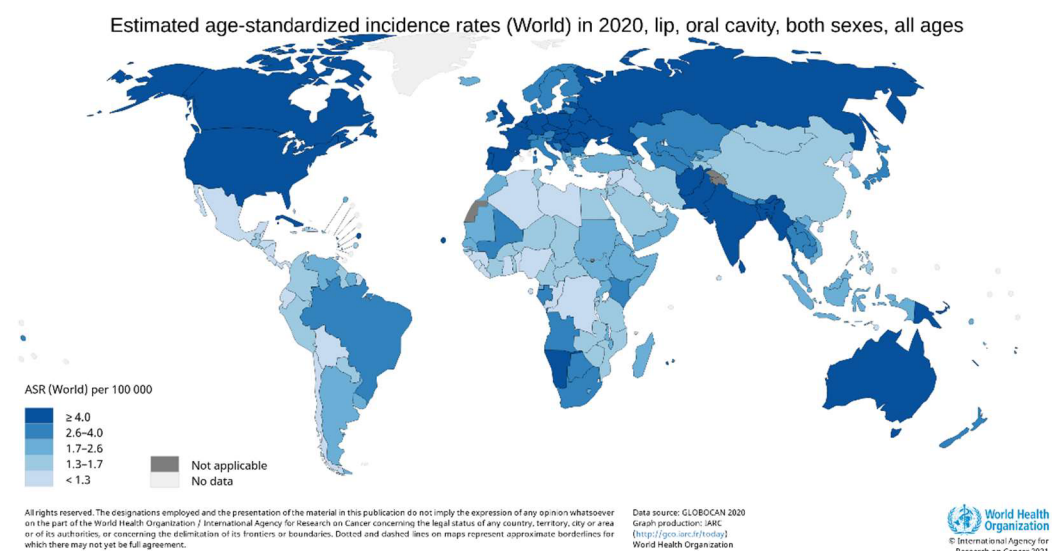 Estimated age-standardized incidence rates (World) in 2020, lip, oral cavity, both sexes, all ages
ASR (World) per 100 000
≥ 4.0
2.6–4.0
1.7–2.6
1.3–1.7
< 1.3
Not applicable
No data
All rights reserved. The designations employed and the presentation of the material in this publication do not imply the expression of any opinion whatsoever
on the part of the World Health Organization / International Agency for Research on Cancer concerning the legal status of any country, territory, city or area
or of its authorities, or concerning the delimitation of its frontiers or boundaries. Dotted and dashed lines on maps represent approximate borderlines for
which there may not yet be full agreement.
Data source: GLOBOCAN 2020
Graph production: IARC
(http://gco.iarc.fr/today)
World Health Organization
World Health
Organization
© International Agency for
Research on Cancer 2021